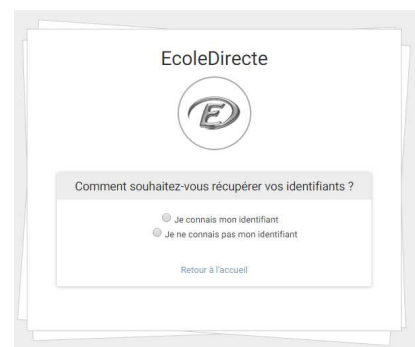 EcoleDirecte
E
Comment souhaitez-vous récupérer vos identifiants ?
Je connais mon identifiant
Je ne connais pas mon identifiant
Retour à l'accueil